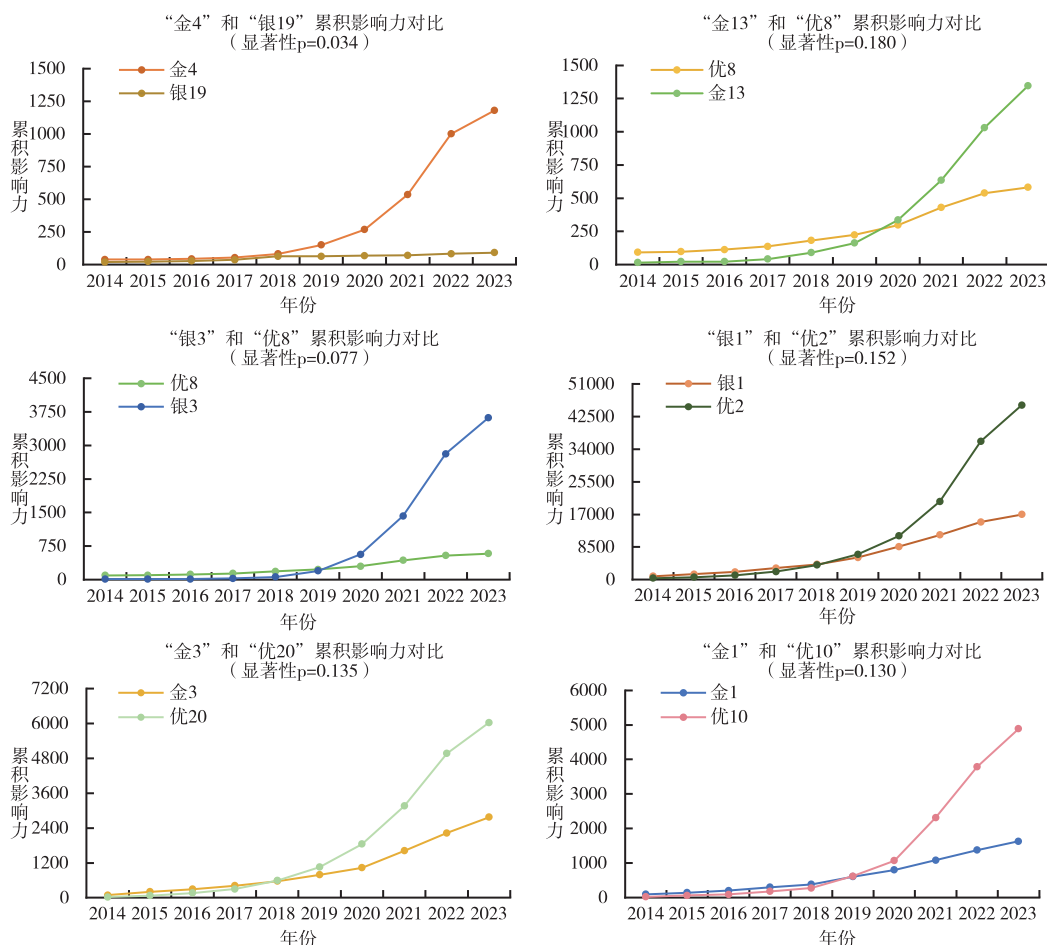 “金4”和“银19”累积影响力对比
（显著性p=0.034）
1500
1250
1000
750
500
250
0
金4
银19
累积影响力
2014 2015 2016 2017 2018 2019 2020 2021 2022 2023
年份
“金13”和“优8”累积影响力对比
（显著性p=0.180）
1500
1250
1000
750
500
250
0
优8
金13
累积影响力
2014 2015 2016 2017 2018 2019 2020 2021 2022 2023
年份
“银3”和“优8”累积影响力对比
（显著性p=0.077）
4500
3750
3000
2250
1500
750
0
优8
银3
累积影响力
2014 2015 2016 2017 2018 2019 2020 2021 2022 2023
年份
“银1”和“优2”累积影响力对比
（显著性p=0.152）
51000
42500
34000
25500
17000
8500
0
银1
优2
累积影响力
2014 2015 2016 2017 2018 2019 2020 2021 2022 2023
年份
“金3”和“优20”累积影响力对比
（显著性p=0.135）
7200
6000
4800
3600
2400
1200
0
金3
优20
累积影响力
2014 2015 2016 2017 2018 2019 2020 2021 2022 2023
年份
“金1”和“优10”累积影响力对比
（显著性p=0.130）
6000
5000
4000
3000
2000
1000
0
金1
优10
累积影响力
2014 2015 2016 2017 2018 2019 2020 2021 2022 2023
年份